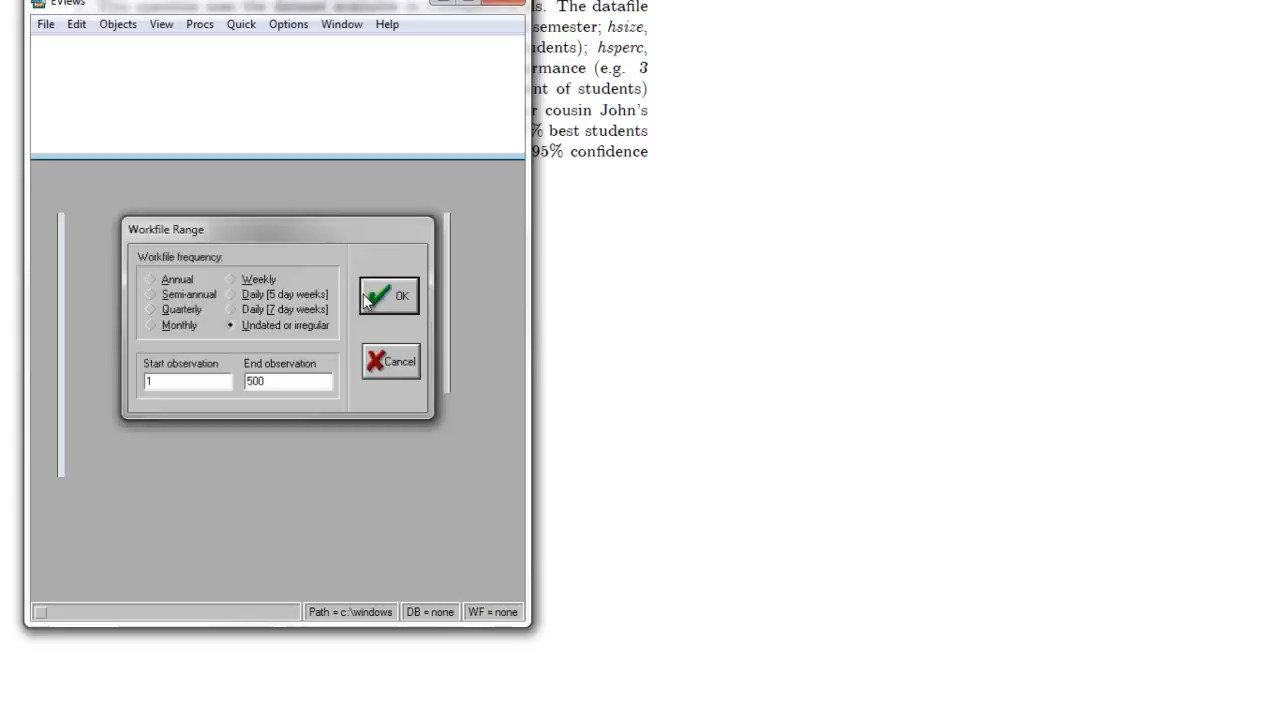 EViews
s. The datafile
File Edit Objects View Procs Quick Options Window Help
semester; hsize,
udents); hsperc,
rmance (e.g. 3
nt of students)
r cousin John's
% best students
95% confidence
Workfile Range
Workfile frequency:
Annual Weekly
Semi-annual Daily [5 day weeks]
Quarterly Daily [7 day weeks]
Monthly Undated or irregular
OK
Cancel
Start observation End observation
1 500
Path = c:\windows DB = none WF = none